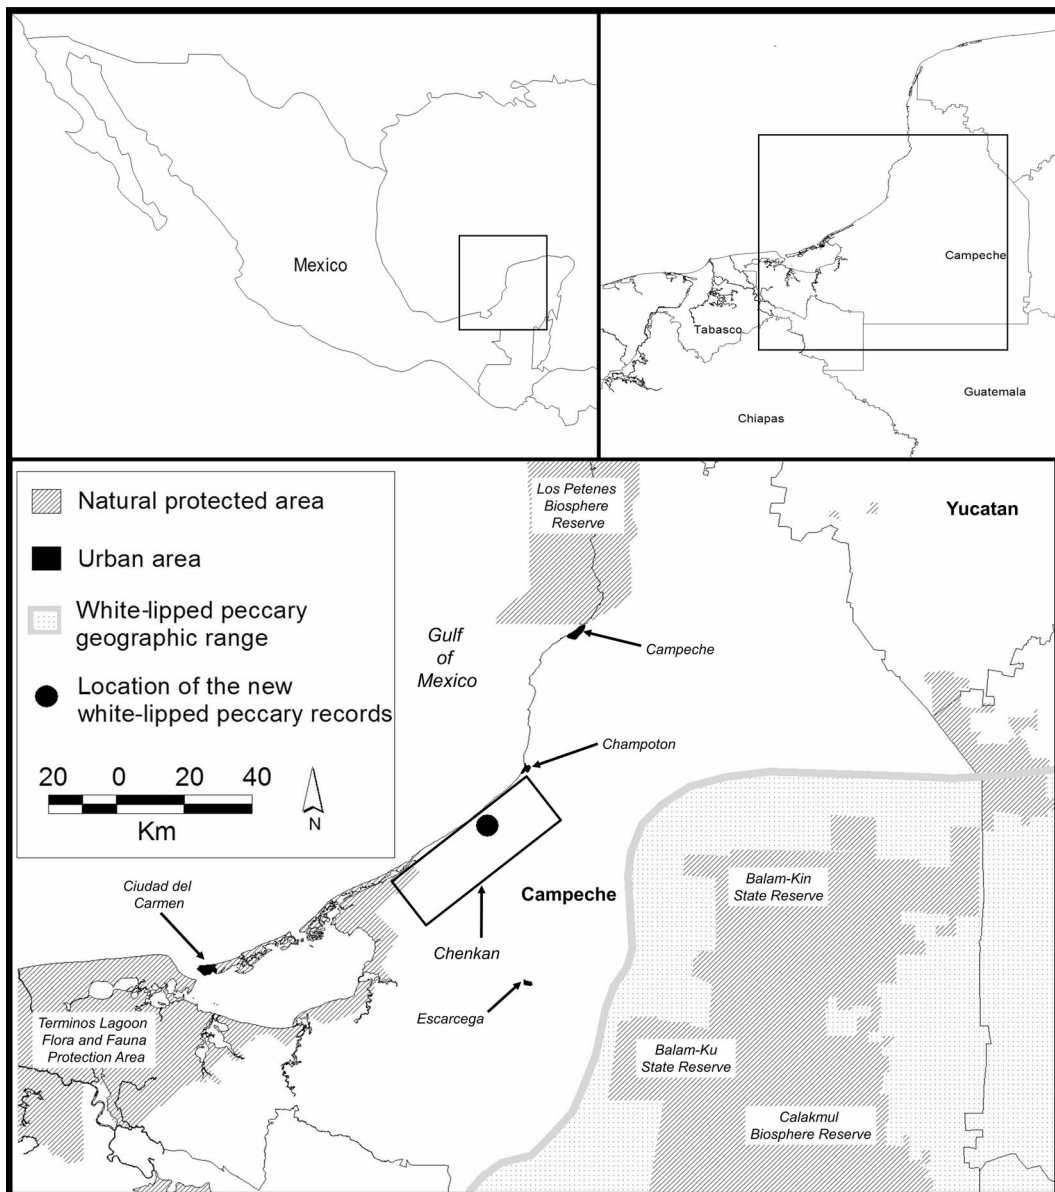 Mexico
Campeche
Tabasco
Guatemala
Chiapas
Natural protected area
Urban area
White-lipped peccary
geographic range
Location of the new
white-lipped peccary records
20 0 20 40
Km
N
Los Petenes
Biosphere
Reserve
Yucatan
Gulf
of
Mexico
Campeche
Champoton
Ciudad del
Carmen
Campeche
Balam-Kin
State Reserve
Chenkan
Escarcega
Terminos Lagoon
Flora and Fauna
Protection Area
Balam-Ku
State Reserve
Calakmul
Biosphere Reserve